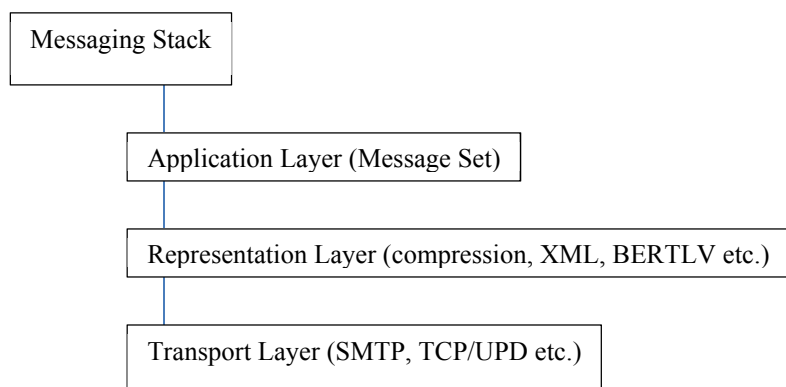 Messaging Stack
Application Layer (Message Set)
Representation Layer (compression, XML, BERTLV etc.)
Transport Layer (SMTP, TCP/UPD etc.)